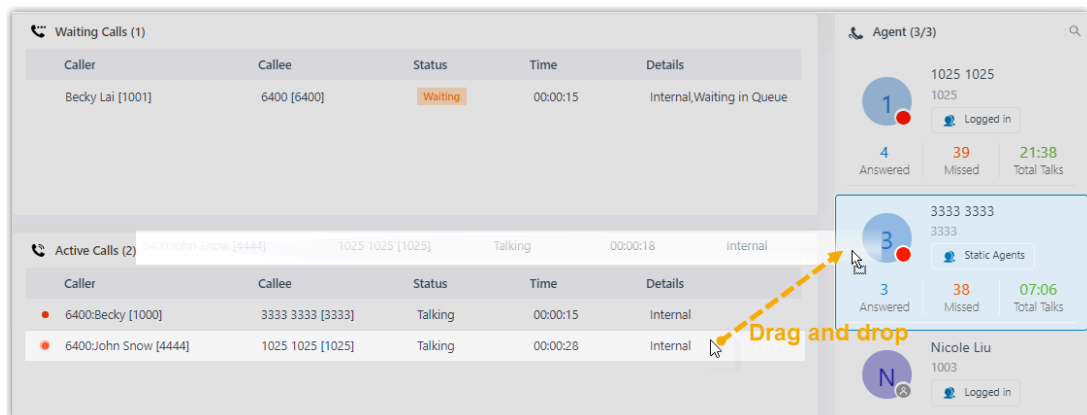 Waiting Calls (1)
Caller Callee Status Time Details
Becky Lai [1001] 6400 [6400] Waiting 00:00:15 Internal,Waiting in Queue
Active Calls (2)
6400:John Snow [4444] 1025 1025 [1025] Talking 00:00:18 Internal
Caller Callee Status Time Details
6400:Becky [1000] 3333 3333 [3333] Talking 00:00:15 Internal
6400:John Snow [4444] 1025 1025 [1025] Talking 00:00:28 Internal
Drag and drop
Agent (3/3)
1025 1025
1
1025
Logged in
4 39 21:38
Answered Missed Total Talks
3333 3333
3
3333
Static Agents
3 38 07:06
Answered Missed Total Talks
Nicole Liu
N
1003
Logged in